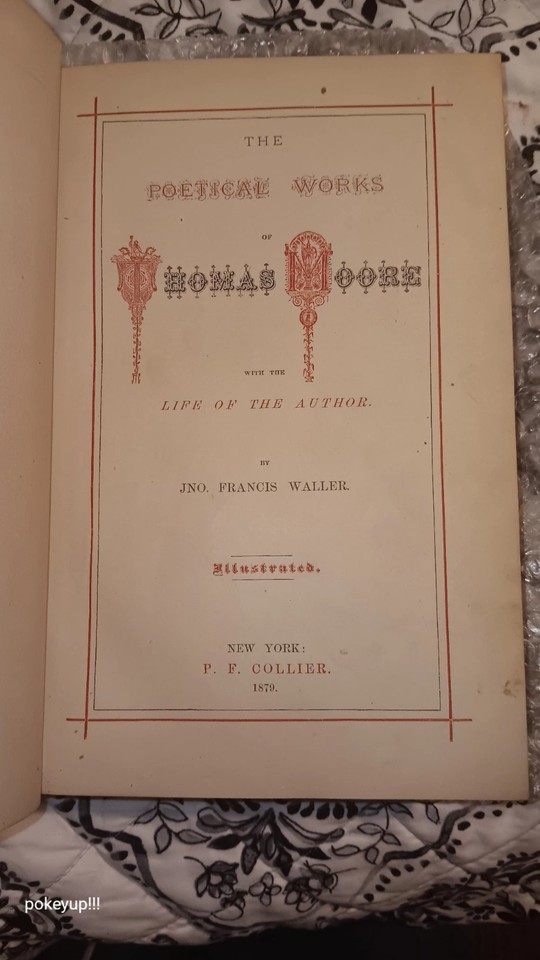 THE
POETICAL WORKS
OF
THOMAS MOORE
WITH THE
LIFE OF THE AUTHOR.
BY
JNO. FRANCIS WALLER.
Illustrated.
NEW YORK:
P. F. COLLIER.
1879.
pokeyup!!!